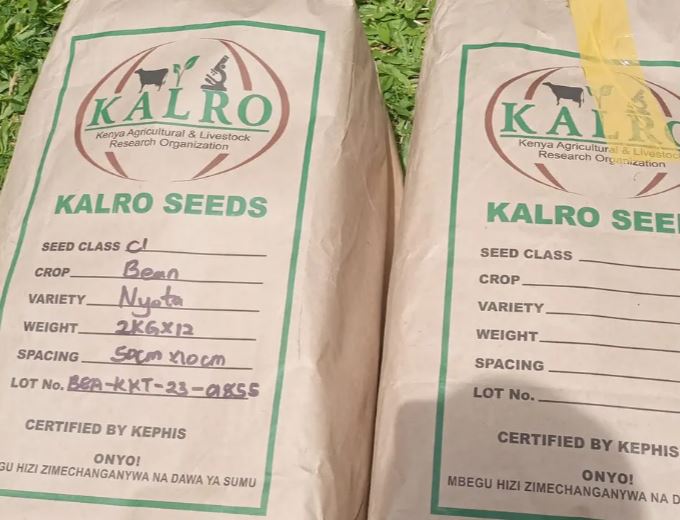 KALRO
Kenya Agricultural & Livestock
Research Organization
KALRO SEEDS
SEED CLASS C1
CROP Bean
VARIETY Nyota
WEIGHT 2KGX12
SPACING 50cm x10cm
LOT No. BEA-KKT-23-01855
CERTIFIED BY KEPHIS
ONYO!
GU HIZI ZIMECHANGANYWA NA DAWA YA SUMU
KALRO
Kenya Agricultural & Livestock
Research Organization
KALRO SEE
SEED CLASS
CROP
VARIETY
WEIGHT
SPACING
LOT No.
CERTIFIED BY KEPHIS
ONYO!
MBEGU HIZI ZIMECHANGANYWA NA D